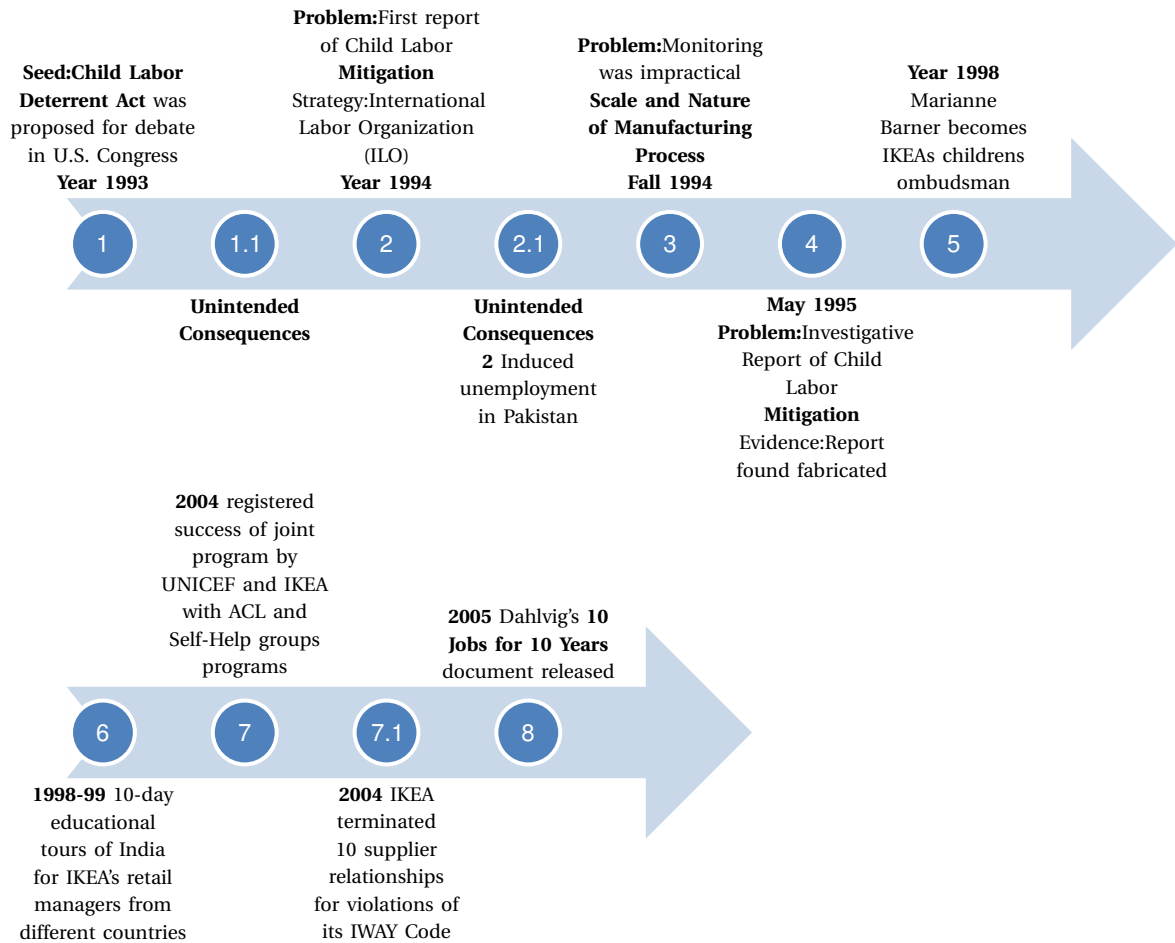 Seed:Child Labor
Deterrent Act was
proposed for debate
in U.S. Congress
Year 1993
Problem:First report
of Child Labor
Mitigation
Strategy:International
Labor Organization
(ILO)
Year 1994
Problem:Monitoring
was impractical
Scale and Nature
of Manufacturing
Process
Fall 1994
Year 1998
Marianne
Barner becomes
IKEAs childrens
ombudsman
1
1.1
2
2.1
3
4
5
Unintended
Consequences
Unintended
Consequences
2 Induced
unemployment
in Pakistan
May 1995
Problem:Investigative
Report of Child
Labor
Mitigation
Evidence:Report
found fabricated
2004 registered
success of joint
program by
UNICEF and IKEA
with ACL and
Self-Help groups
programs
2005 Dahlvig's 10
Jobs for 10 Years
document released
6
7
7.1
8
1998-99 10-day
educational
tours of India
for IKEA's retail
managers from
different countries
2004 IKEA
terminated
10 supplier
relationships
for violations of
its IWAY Code